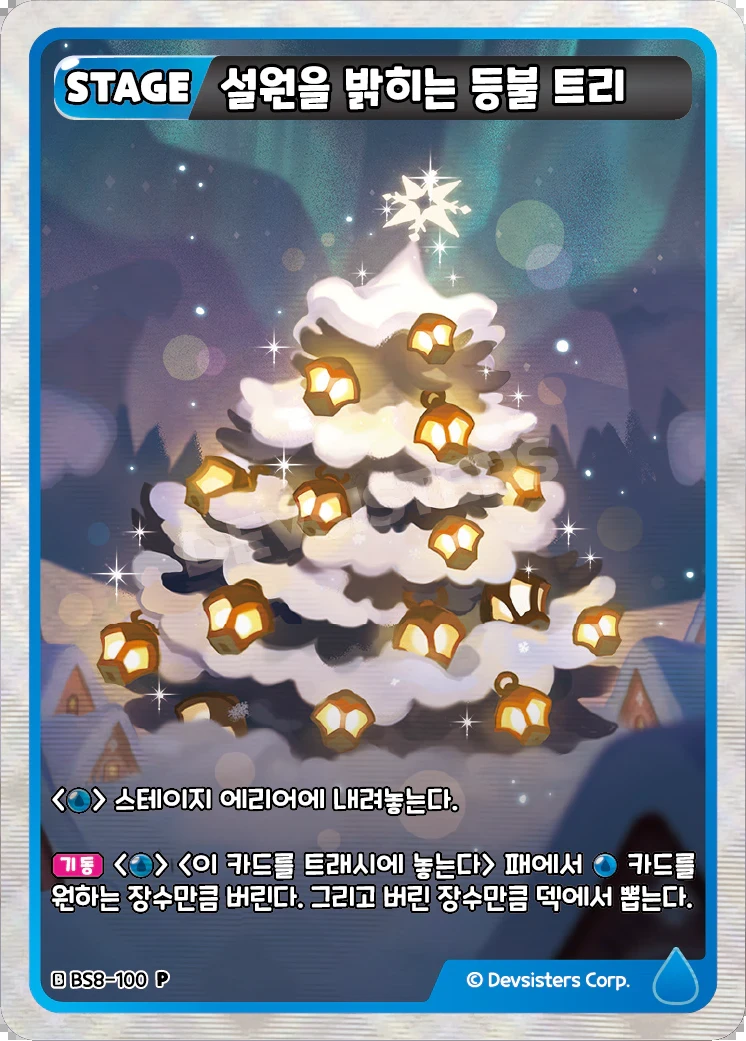 STAGE 설원을 밝히는 등불 트리
DEVSISTERS
< > 스테이지 에리어에 내려놓는다.
기동 < > <이 카드를 트래시에 놓는다> 패에서 카드를
원하는 장수만큼 버린다. 그리고 버린 장수만큼 덱에서 뽑는다.
B BS8-100 P
© Devsisters Corp.